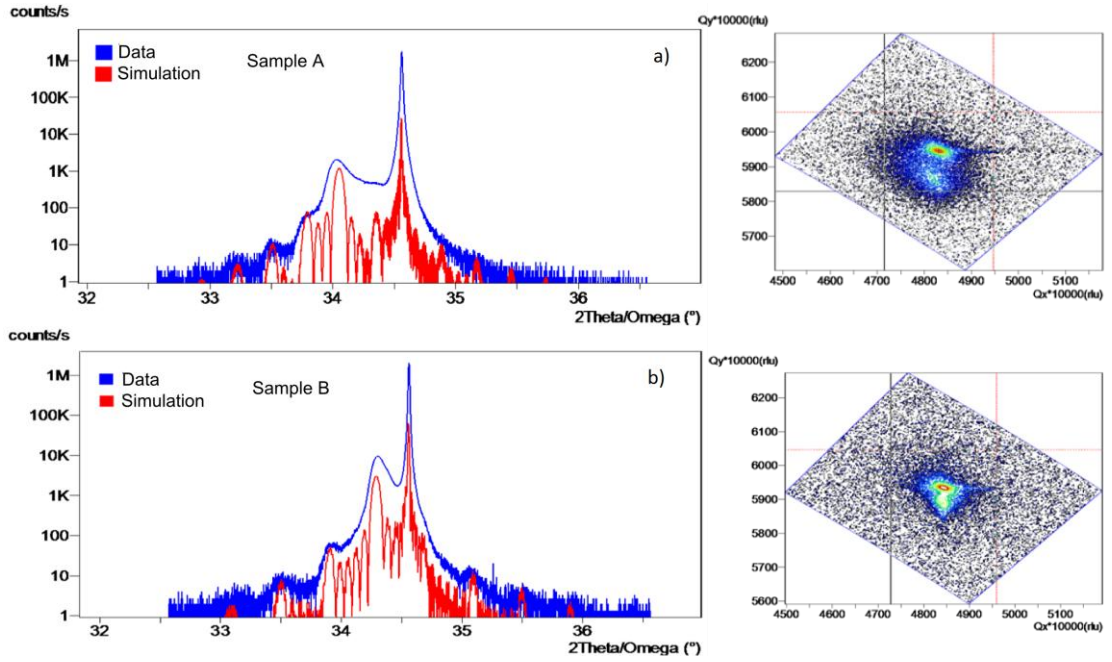 counts/s
Data
Simulation
Sample A
a)
1M
100K
10K
1K
100
10
1
32
33
34
35
36
2Theta/Omega (°)
Qy*10000(rlu)
6200
6100
6000
5900
5800
5700
4500
4600
4700
4800
4900
5000
5100
Qx*10000(rlu)
counts/s
Data
Simulation
Sample B
b)
1M
100K
10K
1K
100
10
1
32
33
34
35
36
2Theta/Omega (°)
Qy*10000(rlu)
6200
6100
6000
5900
5800
5700
5600
4500
4600
4700
4800
4900
5000
5100
Qx*10000(rlu)